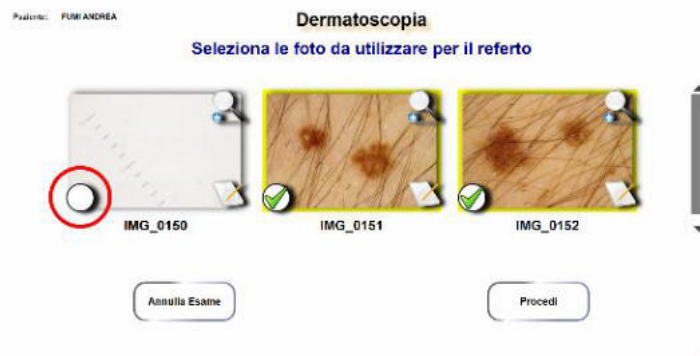 Paziente: FUMI ANDREA
Dermatoscopia
Seleziona le foto da utilizzare per il referto
IMG_0150
IMG_0151
IMG_0152
Annulla Esame
Procedi